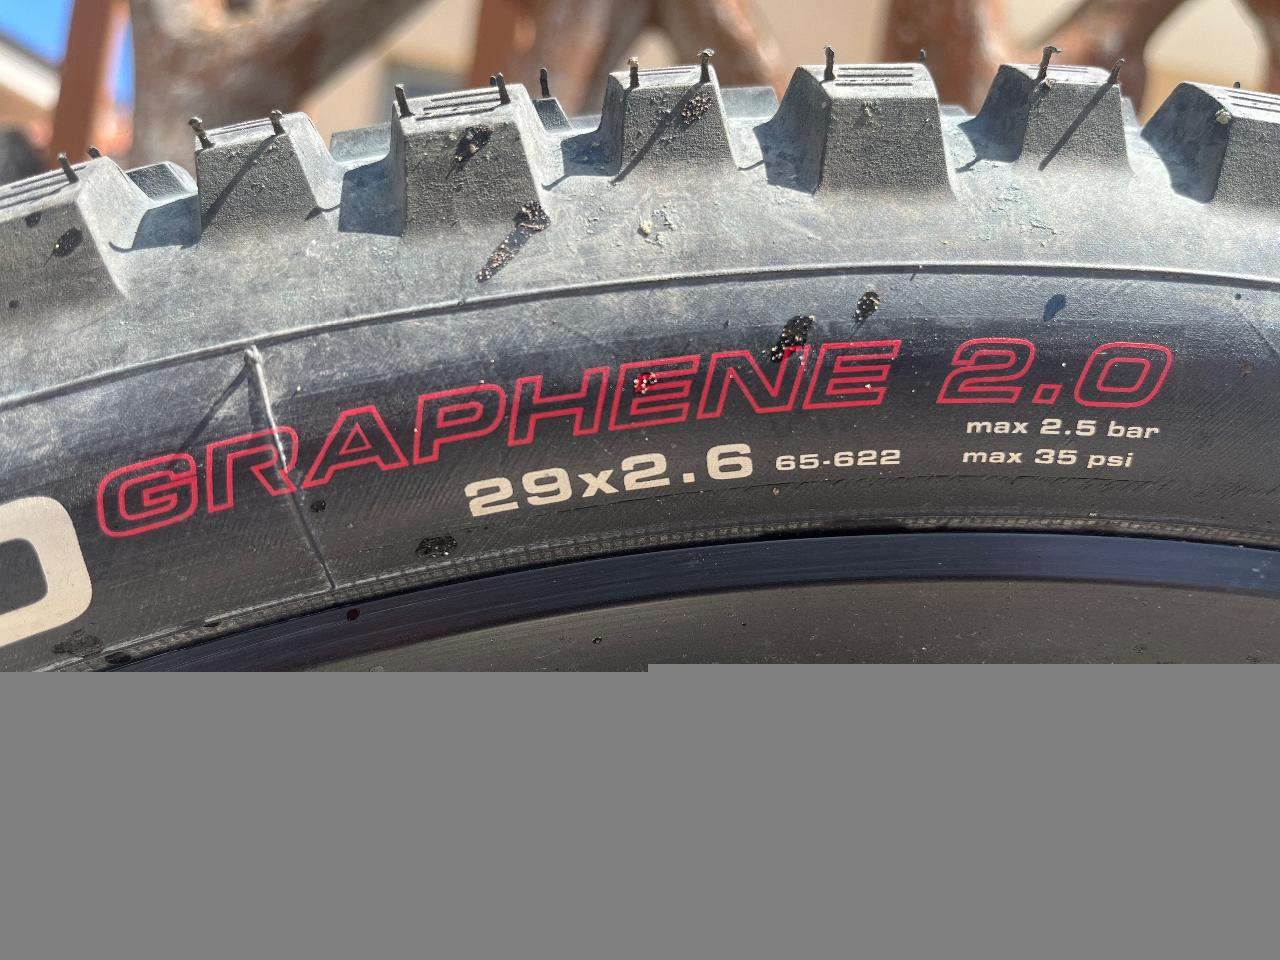 GRAPHENE 2.0
29x2.6 65-622
max 2.5 bar
max 35 psi